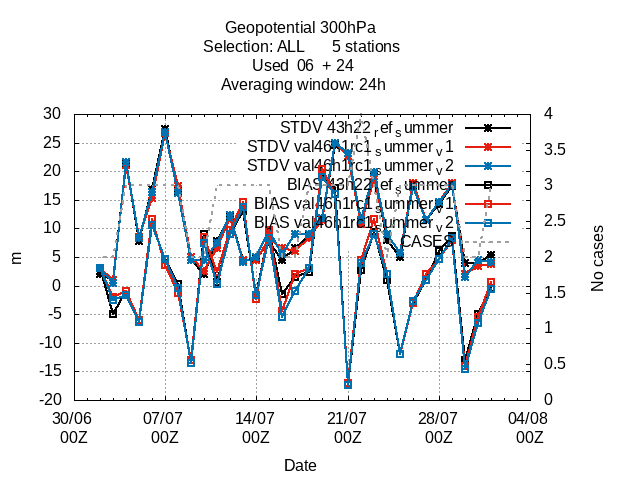 Geopotential 300hPa
Selection: ALL 5 stations
Used 06 + 24
Averaging window: 24h
STDV 43h22_ref_summer
STDV val46h1rc1_summer_v1
STDV val46h1rc1_summer_v2
BIAS 43h22_ref_summer
BIAS val46h1rc1_summer_v1
BIAS val46h1rc1_summer_v2
CASES
30
25
20
15
10
5
0
-5
-10
-15
-20
m
4
3.5
3
2.5
2
1.5
1
0.5
0
No cases
30/06 07/07 14/07 21/07 28/07 04/08
00Z 00Z 00Z 00Z 00Z 00Z
Date